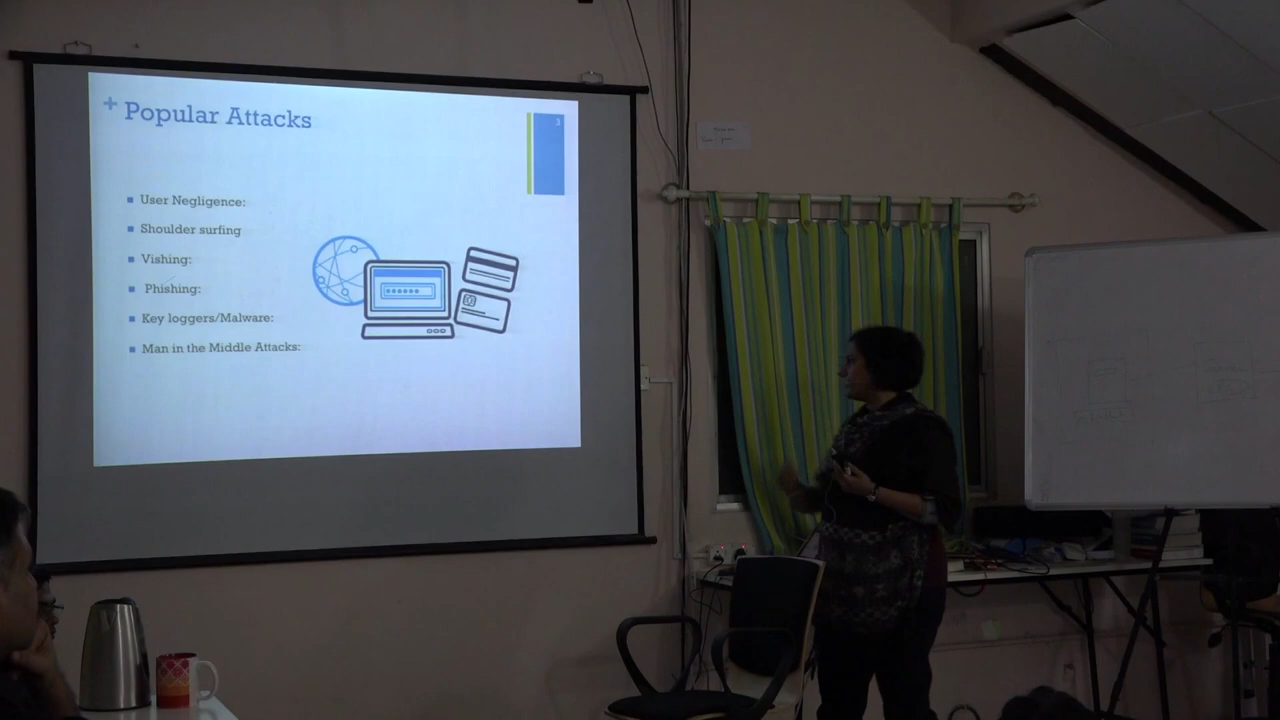 + Popular Attacks
3
User Negligence:
Shoulder surfing
Vishing:
Phishing:
Key loggers/Malware:
Man in the Middle Attacks: